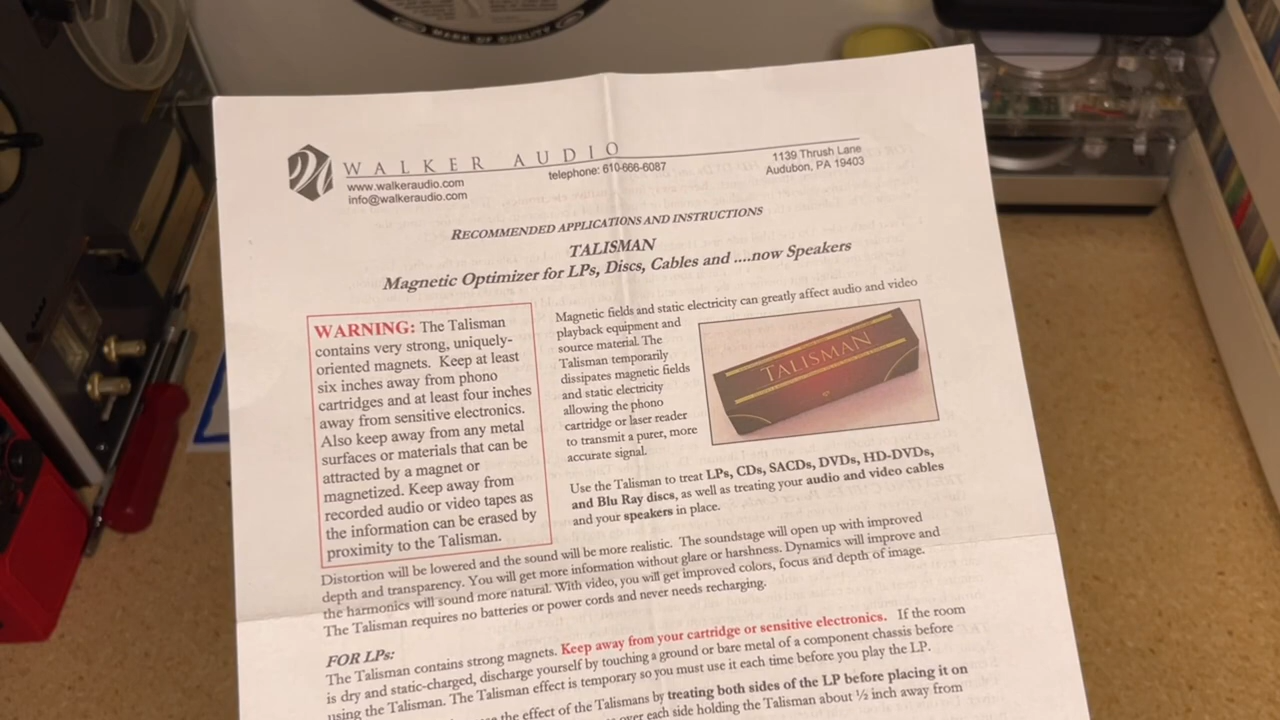 MARK OF QUALITY
WALKER AUDIO
www.walkeraudio.com
info@walkeraudio.com
telephone: 610-666-6087
1139 Thrush Lane
Audubon, PA 19403
RECOMMENDED APPLICATIONS AND INSTRUCTIONS
TALISMAN
Magnetic Optimizer for LPs, Discs, Cables and ....now Speakers
WARNING: The Talisman
contains very strong, uniquely-
oriented magnets. Keep at least
six inches away from phono
cartridges and at least four inches
away from sensitive electronics.
Also keep away from any metal
surfaces or materials that can be
attracted by a magnet or
magnetized. Keep away from
recorded audio or video tapes as
the information can be erased by
proximity to the Talisman.
Magnetic fields and static electricity can greatly affect audio and video
playback equipment and
source material. The
Talisman temporarily
dissipates magnetic fields
and static electricity
allowing the phono
cartridge or laser reader
to transmit a purer, more
accurate signal.
TALISMAN
Use the Talisman to treat LPs, CDs, SACDs, DVDs, HD-DVDs,
and Blu Ray discs, as well as treating your audio and video cables
and your speakers in place.
Distortion will be lowered and the sound will be more realistic. The soundstage will open up with improved
depth and transparency. You will get more information without glare or harshness. Dynamics will improve and
the harmonics will sound more natural. With video, you will get improved colors, focus and depth of image.
The Talisman requires no batteries or power cords and never needs recharging.
FOR LPs:
The Talisman contains strong magnets. Keep away from your cartridge or sensitive electronics. If the room
is dry and static-charged, discharge yourself by touching a ground or bare metal of a component chassis before
using the Talisman. The Talisman effect is temporary so you must use it each time before you play the LP.
the effect of the Talismans by treating both sides of the LP before placing it on
over each side holding the Talisman about ½ inch away from